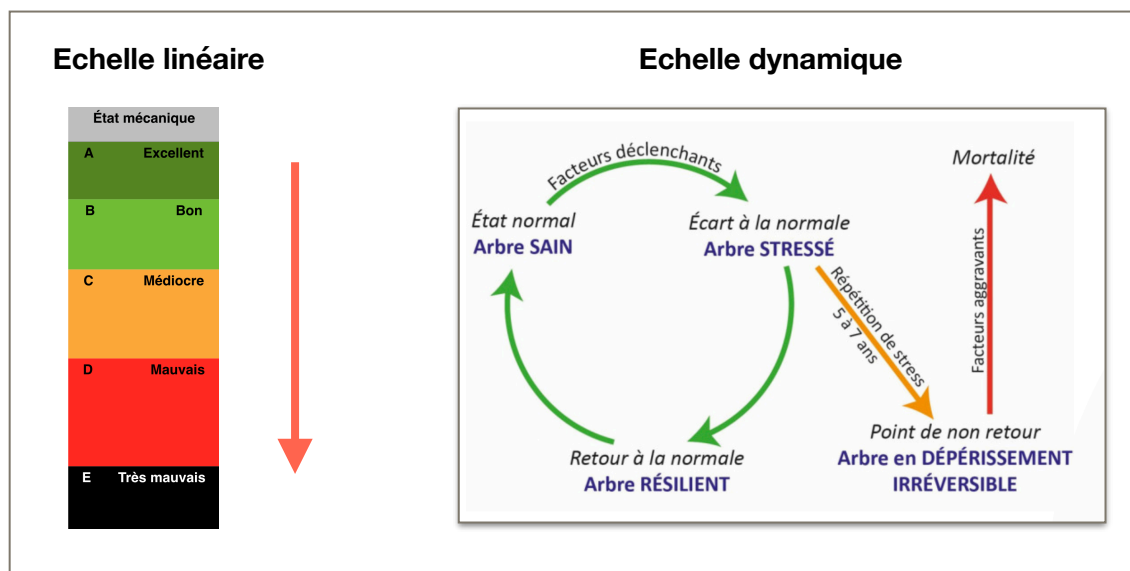 Echelle linéaire
Echelle dynamique
État mécanique
A Excellent
B Bon
C Médiocre
D Mauvais
E Très mauvais
Facteurs déclenchants
Mortalité
État normal
Arbre SAIN
Écart à la normale
Arbre STRESSÉ
Répétition de stress
5 à 7 ans
Facteurs aggravants
Retour à la normale
Arbre RÉSILIENT
Point de non retour
Arbre en DÉPÉRISSEMENT
IRRÉVERSIBLE